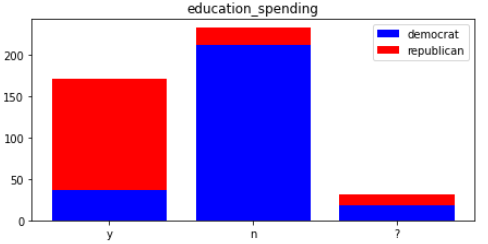 education_spending
democrat
republican
200
150
100
50
0
y n ?